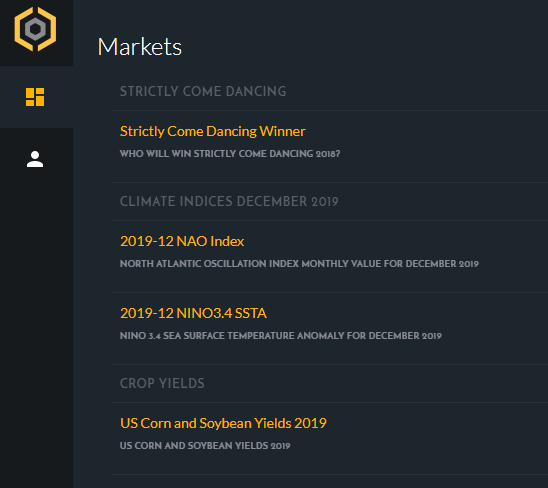 Markets
STRICTLY COME DANCING
Strictly Come Dancing Winner
WHO WILL WIN STRICTLY COME DANCING 2018?
CLIMATE INDICES DECEMBER 2019
2019-12 NAO Index
NORTH ATLANTIC OSCILLATION INDEX MONTHLY VALUE FOR DECEMBER 2019
2019-12 NINO3.4 SSTA
NINO 3.4 SEA SURFACE TEMPERATURE ANOMALY FOR DECEMBER 2019
CROP YIELDS
US Corn and Soybean Yields 2019
US CORN AND SOYBEAN YIELDS 2019